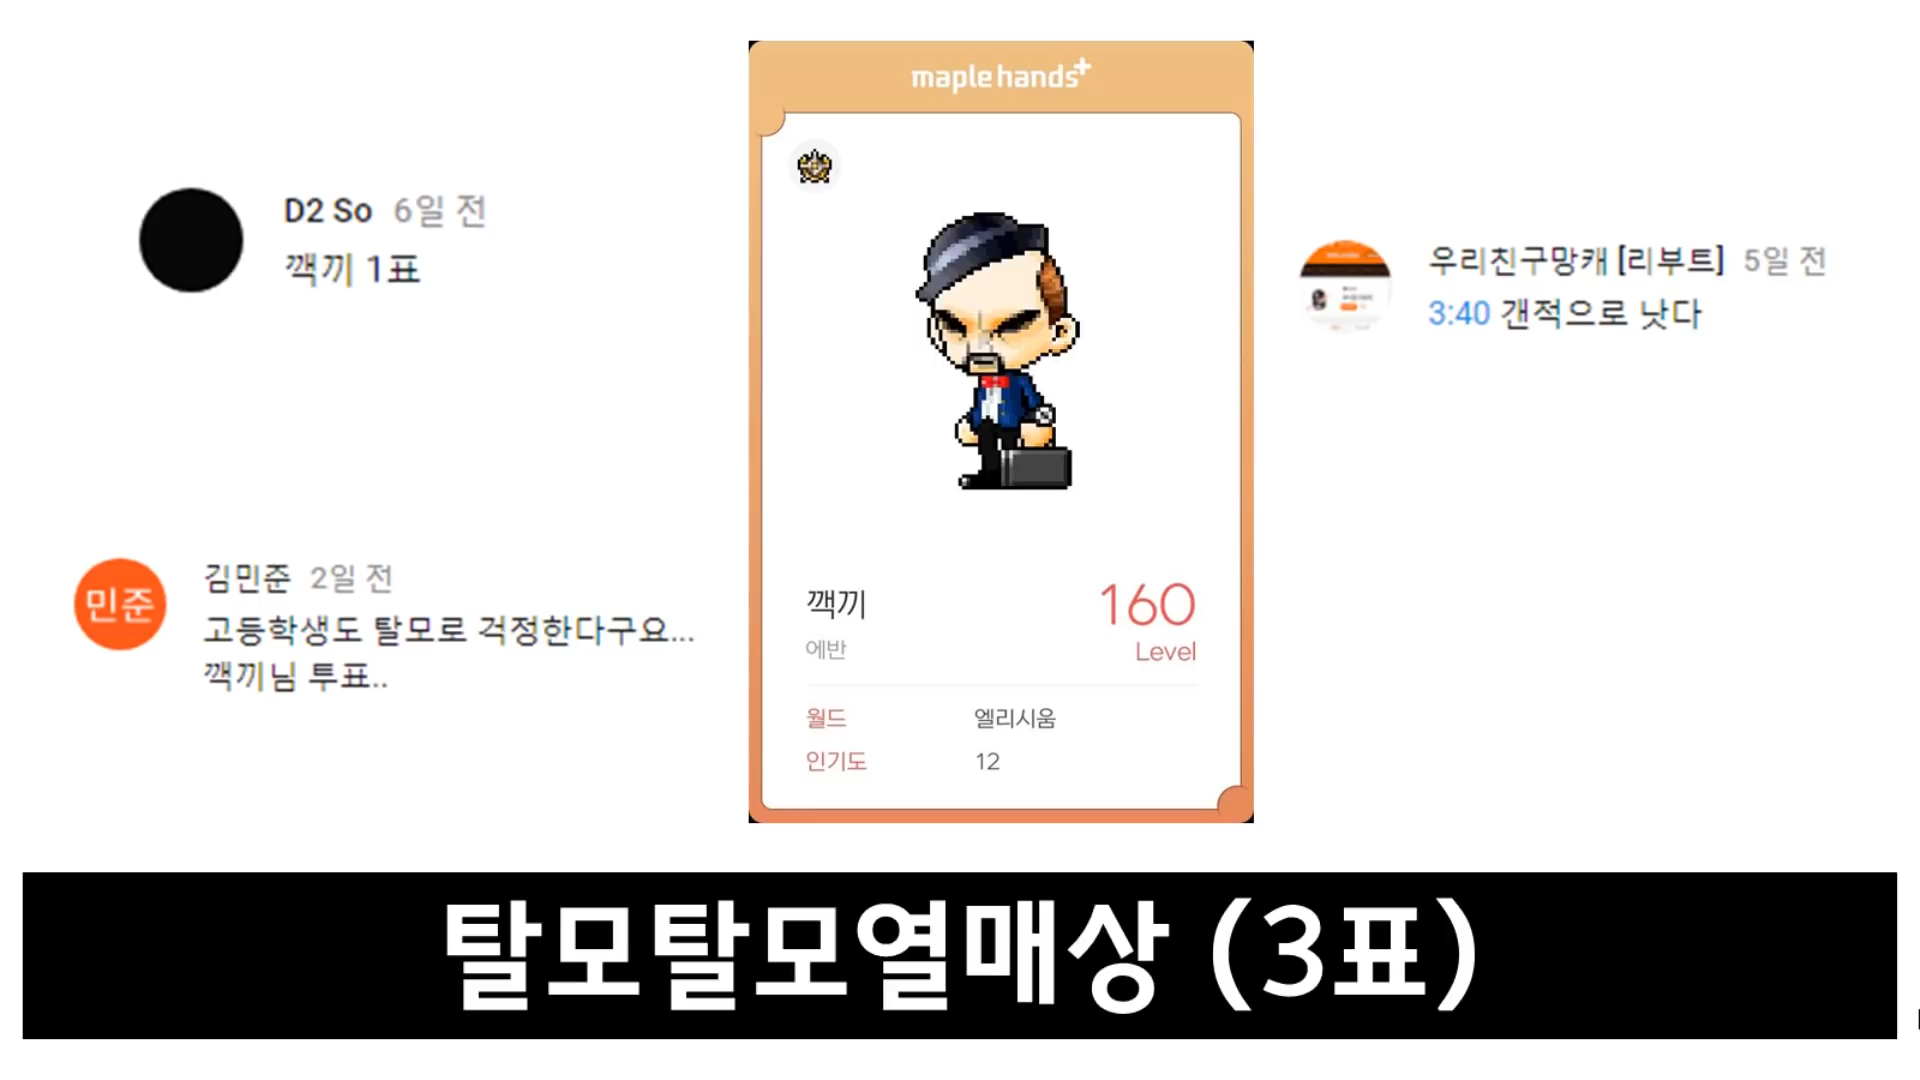 maplehands+
D2 So 6일 전
깩끼 1표
우리친구망캐 [리부트] 5일 전
3:40 갠적으로 낫다
민준
김민준 2일 전
고등학생도 탈모로 걱정한다구요...
깩끼님 투표..
깩끼
에반
160
Level
월드 엘리시움
인기도 12
탈모탈모열매상 (3표)